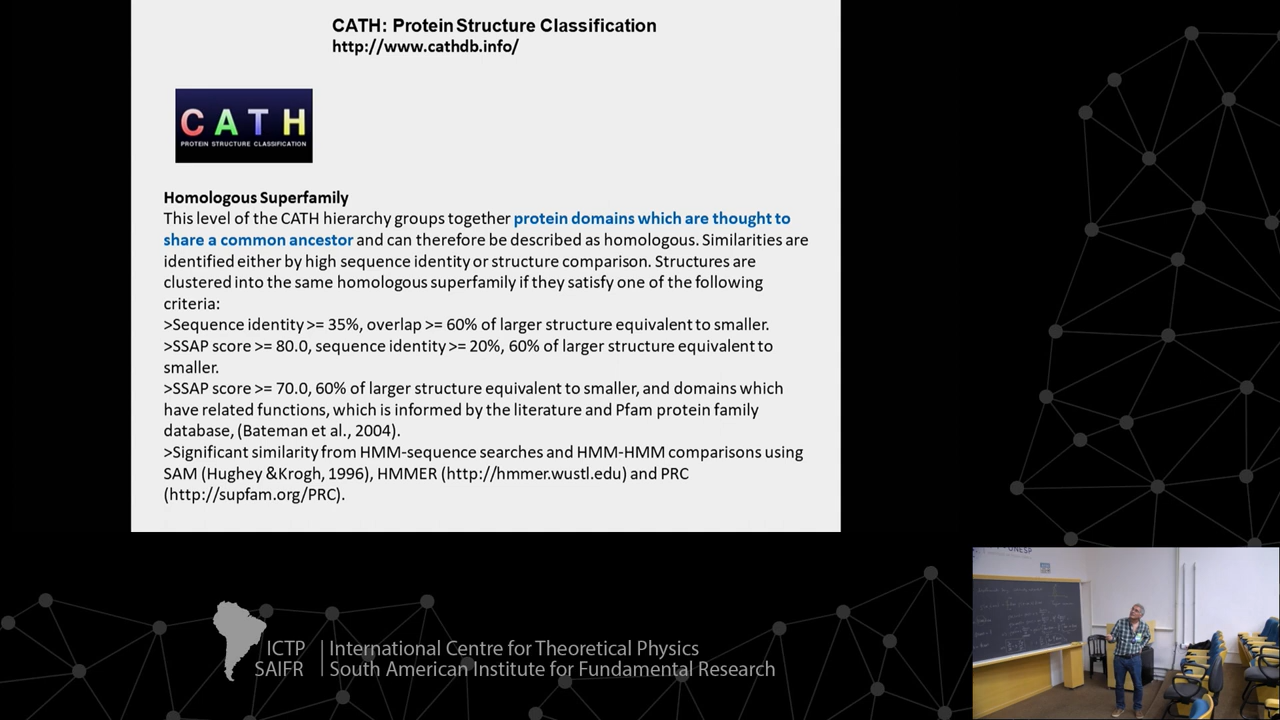 CATH: Protein Structure Classification
http://www.cathdb.info/
CATH
PROTEIN STRUCTURE CLASSIFICATION
Homologous Superfamily
This level of the CATH hierarchy groups together protein domains which are thought to
share a common ancestor and can therefore be described as homologous. Similarities are
identified either by high sequence identity or structure comparison. Structures are
clustered into the same homologous superfamily if they satisfy one of the following
criteria:
>Sequence identity >= 35%, overlap >= 60% of larger structure equivalent to smaller.
>SSAP score >= 80.0, sequence identity >= 20%, 60% of larger structure equivalent to
smaller.
>SSAP score >= 70.0, 60% of larger structure equivalent to smaller, and domains which
have related functions, which is informed by the literature and Pfam protein family
database, (Bateman et al., 2004).
>Significant similarity from HMM-sequence searches and HMM-HMM comparisons using
SAM (Hughey &Krogh, 1996), HMMER (http://hmmer.wustl.edu) and PRC
(http://supfam.org/PRC).
UNESP
ICTP
SAIFR
International Centre for Theoretical Physics
South American Institute for Fundamental Research